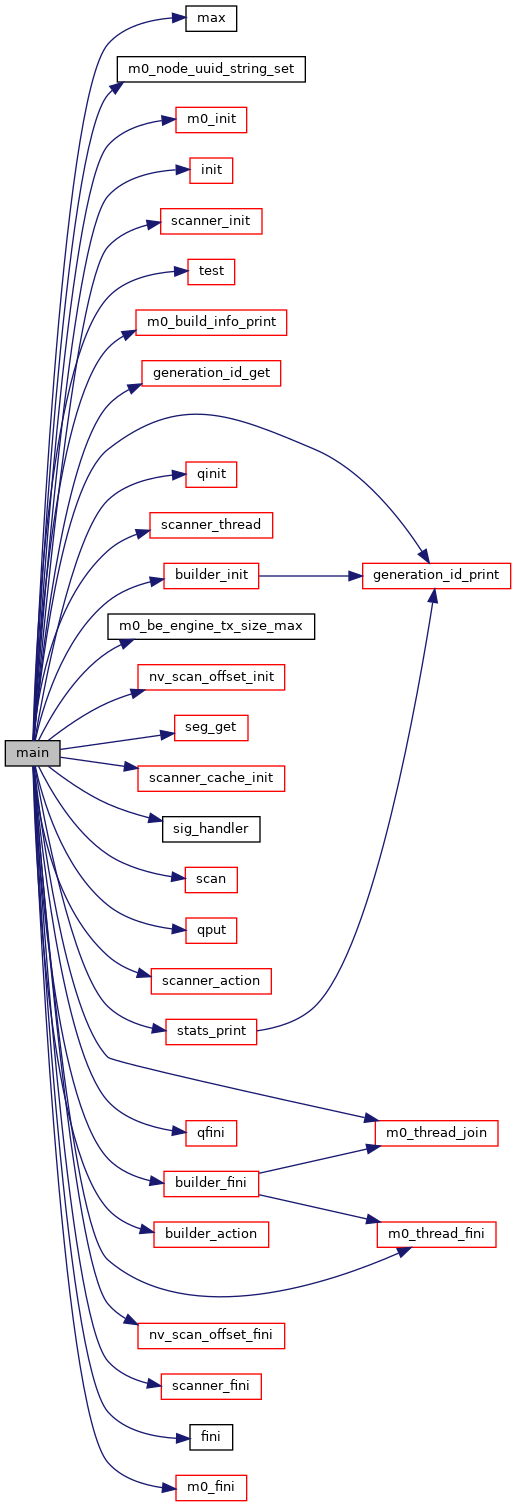 max
m0_node_uuid_string_set
m0_init
init
scanner_init
test
m0_build_info_print
generation_id_get
qinit
scanner_thread
builder_init
generation_id_print
m0_be_engine_tx_size_max
nv_scan_offset_init
seg_get
main
scanner_cache_init
sig_handler
scan
qput
scanner_action
stats_print
qfini
m0_thread_join
builder_fini
builder_action
m0_thread_fini
nv_scan_offset_fini
scanner_fini
fini
m0_fini